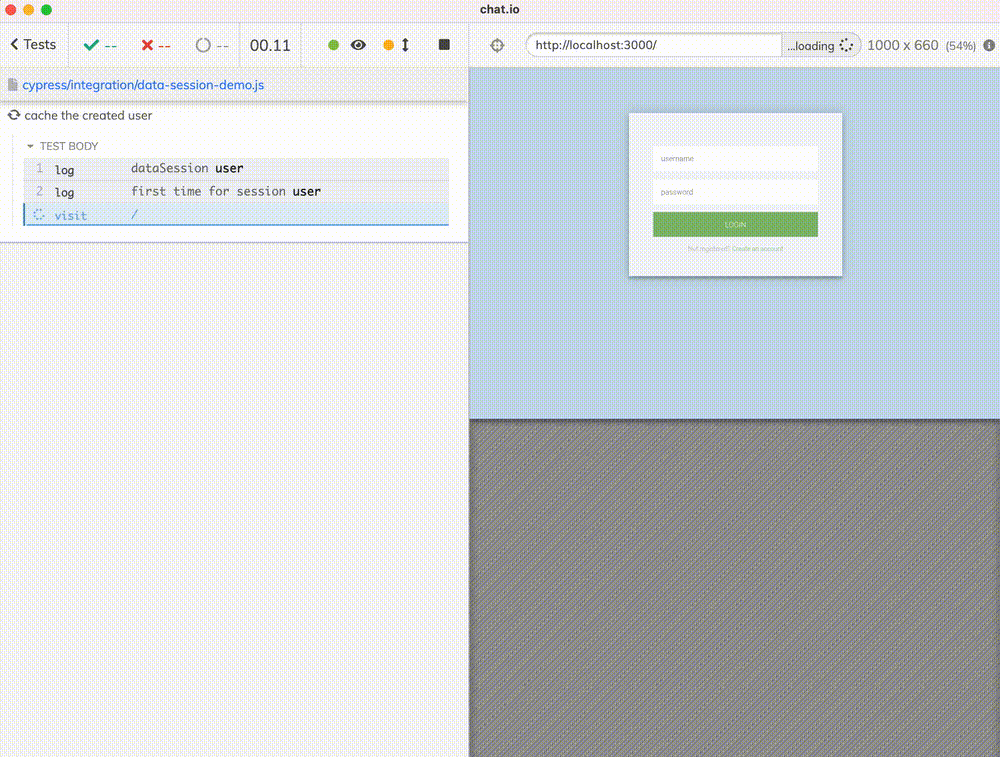 chat.io
Tests -- -- -- 00.11
http://localhost:3000/ ...loading 1000 x 660 (54%)
cypress/integration/data-session-demo.js
cache the created user
TEST BODY
1 log dataSession user
2 log first time for session user
visit /
username
password
LOGIN
Not registered? Create an account